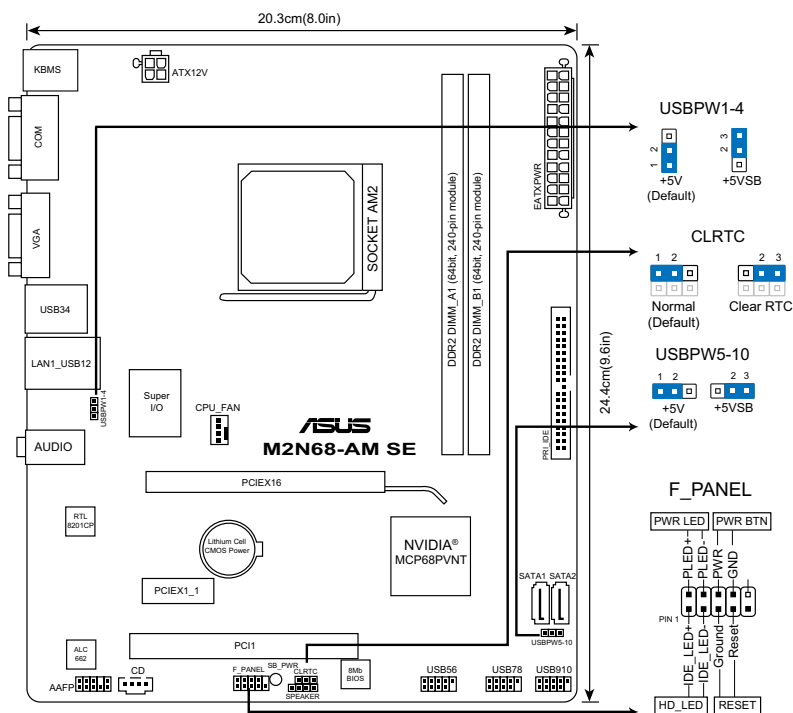 20.3cm(8.0in)
KBMS
ATX12V
COM
VGA
USB34
LAN1_USB12
USBPW1-4
AUDIO
Super
I/O
CPU_FAN
SOCKET AM2
DDR2 DIMM_A1 (64bit, 240-pin module)
DDR2 DIMM_B1 (64bit, 240-pin module)
EATXPWR
24.4cm(9.6in)
PRI_IDE
ASUS
M2N68-AM SE
PCIEX16
RTL
8201CP
Lithium Cell
CMOS Power
NVIDIA®
MCP68PVNT
PCIEX1_1
SATA1 SATA2
USBPW5-10
PCI1
ALC
662
AAFP
CD
F_PANEL
SB_PWR
CLRTC
SPEAKER
8Mb
BIOS
USB56
USB78
USB910
USBPW1-4
1 2
2 3
+5V
(Default)
+5VSB
CLRTC
1 2
2 3
Normal
(Default)
Clear RTC
USBPW5-10
1 2
2 3
+5V
(Default)
+5VSB
F_PANEL
PWR LED
PWR BTN
PLED+
PLED-
PWR
GND
PIN 1
IDE_LED+
IDE_LED-
Ground
Reset
HD_LED
RESET